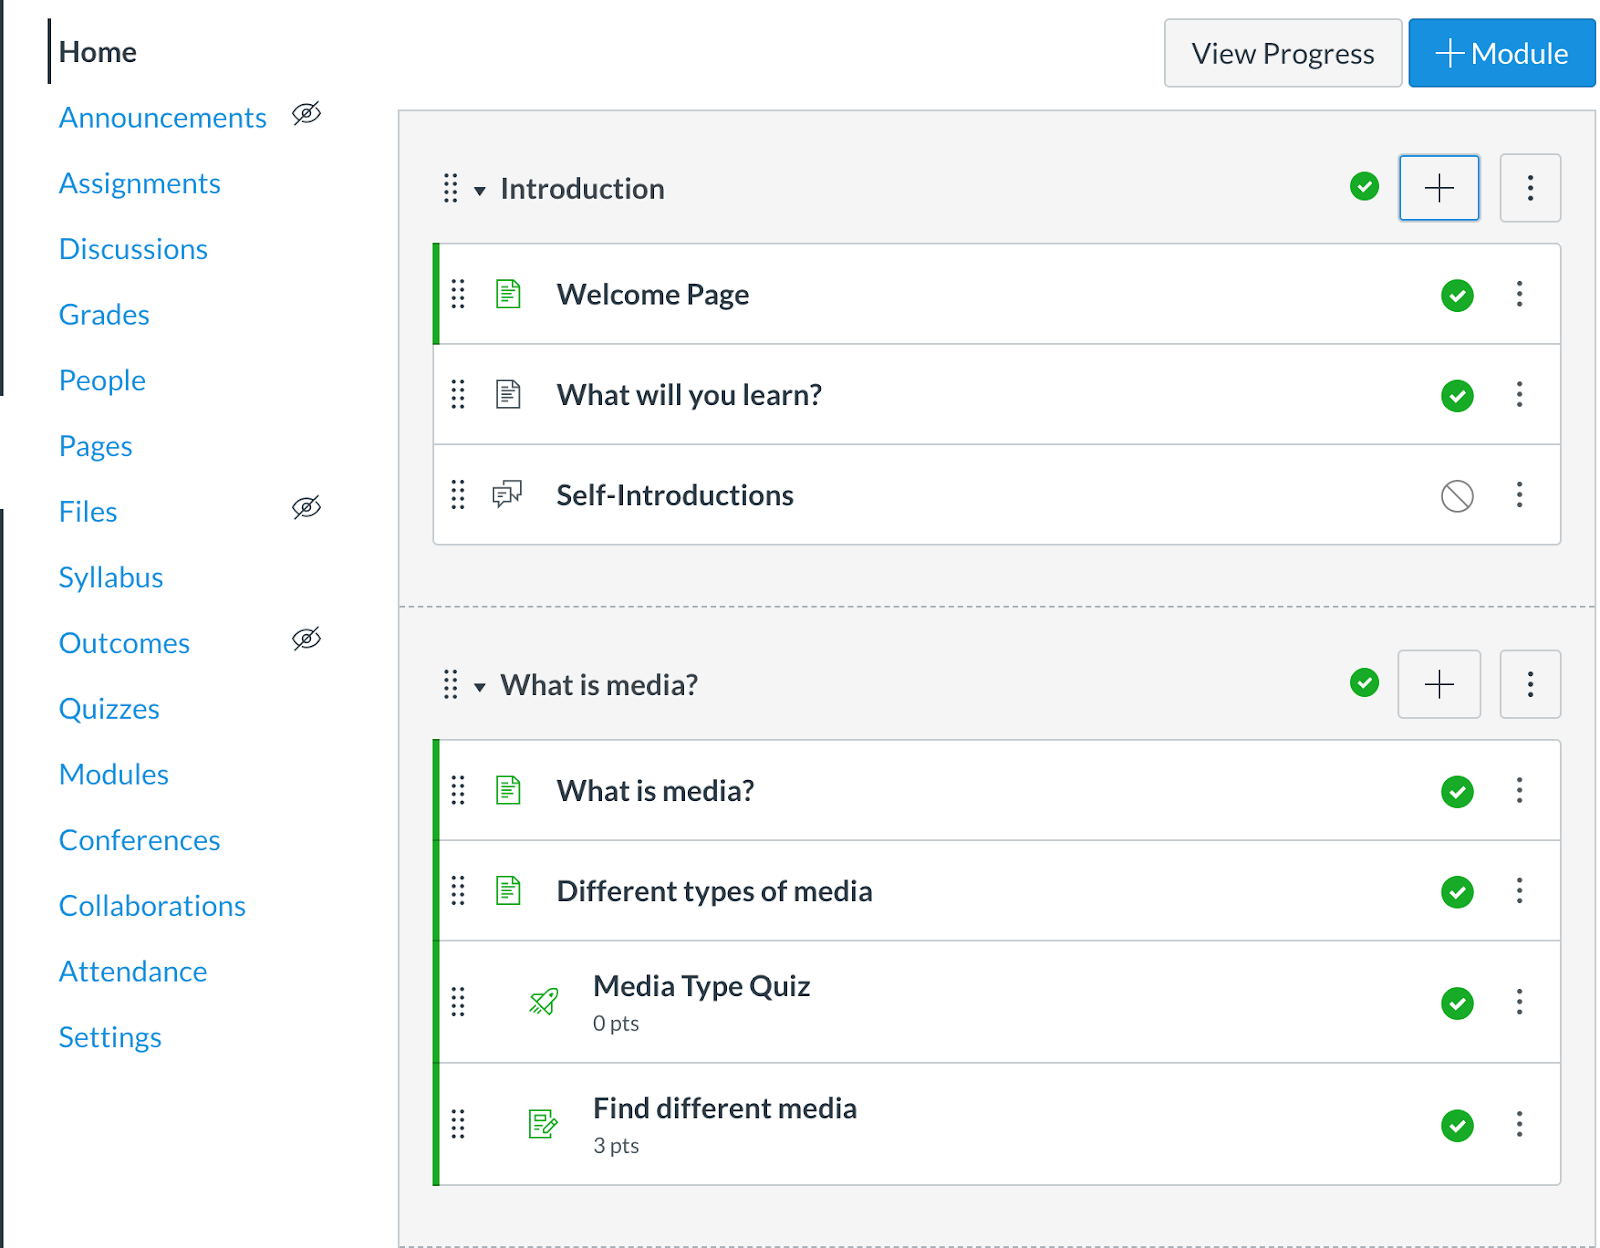 Home
Announcements
Assignments
Discussions
Grades
People
Pages
Files
Syllabus
Outcomes
Quizzes
Modules
Conferences
Collaborations
Attendance
Settings
View Progress
+ Module
Introduction
Welcome Page
What will you learn?
Self-Introductions
What is media?
What is media?
Different types of media
Media Type Quiz
0 pts
Find different media
3 pts